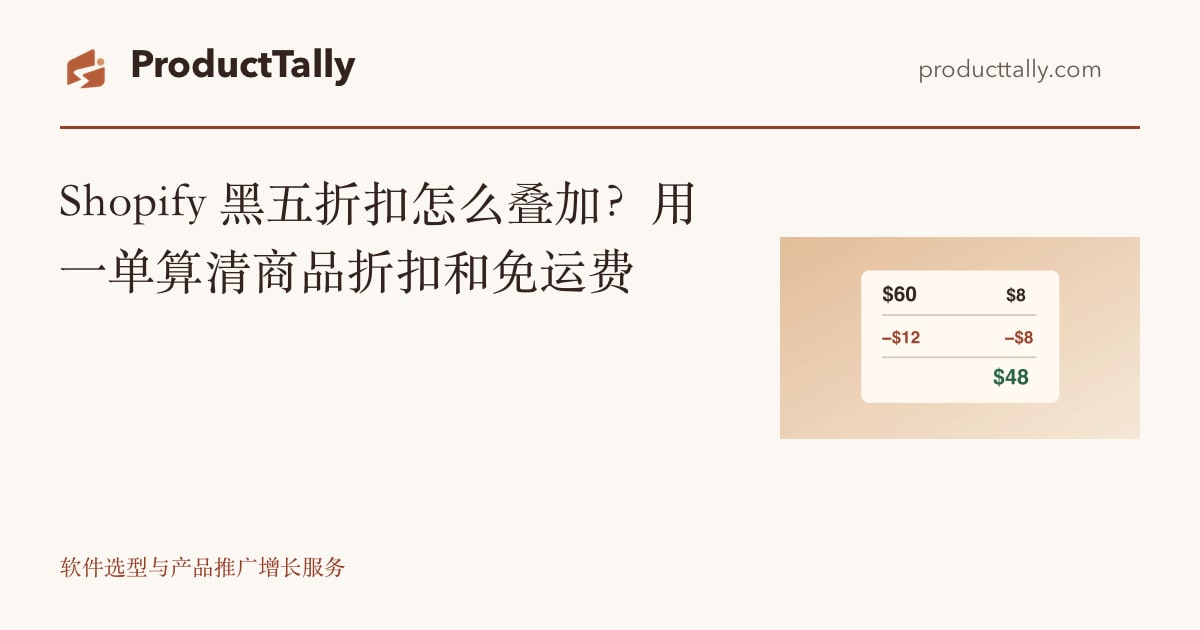 ProductTally
producttally.com
Shopify 黑五折扣怎么叠加？用
一单算清商品折扣和免运费
$60 $8
–$12 –$8
$48
软件选型与产品推广增长服务